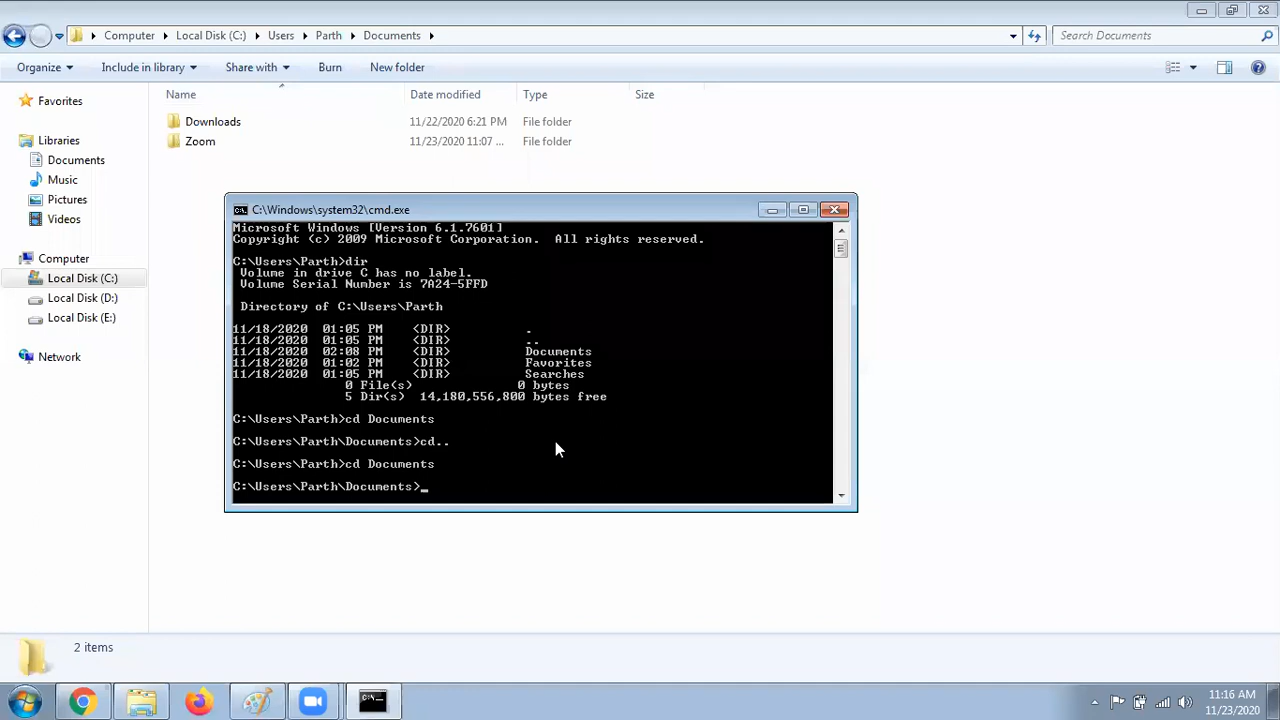 Computer Local Disk (C:) Users Parth Documents
Search Documents
Organize Include in library Share with Burn New folder
Favorites
Libraries
Documents
Music
Pictures
Videos
Computer
Local Disk (C:)
Local Disk (D:)
Local Disk (E:)
Network
Name Date modified Type Size
Downloads 11/22/2020 6:21 PM File folder
Zoom 11/23/2020 11:07 ... File folder
C:\Windows\system32\cmd.exe
Microsoft Windows [Version 6.1.7601]
Copyright (c) 2009 Microsoft Corporation. All rights reserved.
C:\Users\Parth>dir
Volume in drive C has no label.
Volume Serial Number is 7A24-5FFD
Directory of C:\Users\Parth
11/18/2020 01:05 PM <DIR> .
11/18/2020 01:05 PM <DIR> ..
11/18/2020 02:08 PM <DIR> Documents
11/18/2020 01:02 PM <DIR> Favorites
11/18/2020 01:05 PM <DIR> Searches
0 File(s) 0 bytes
5 Dir(s) 14,180,556,800 bytes free
C:\Users\Parth>cd Documents
C:\Users\Parth\Documents>cd..
C:\Users\Parth>cd Documents
C:\Users\Parth\Documents>_
2 items
11:16 AM
11/23/2020